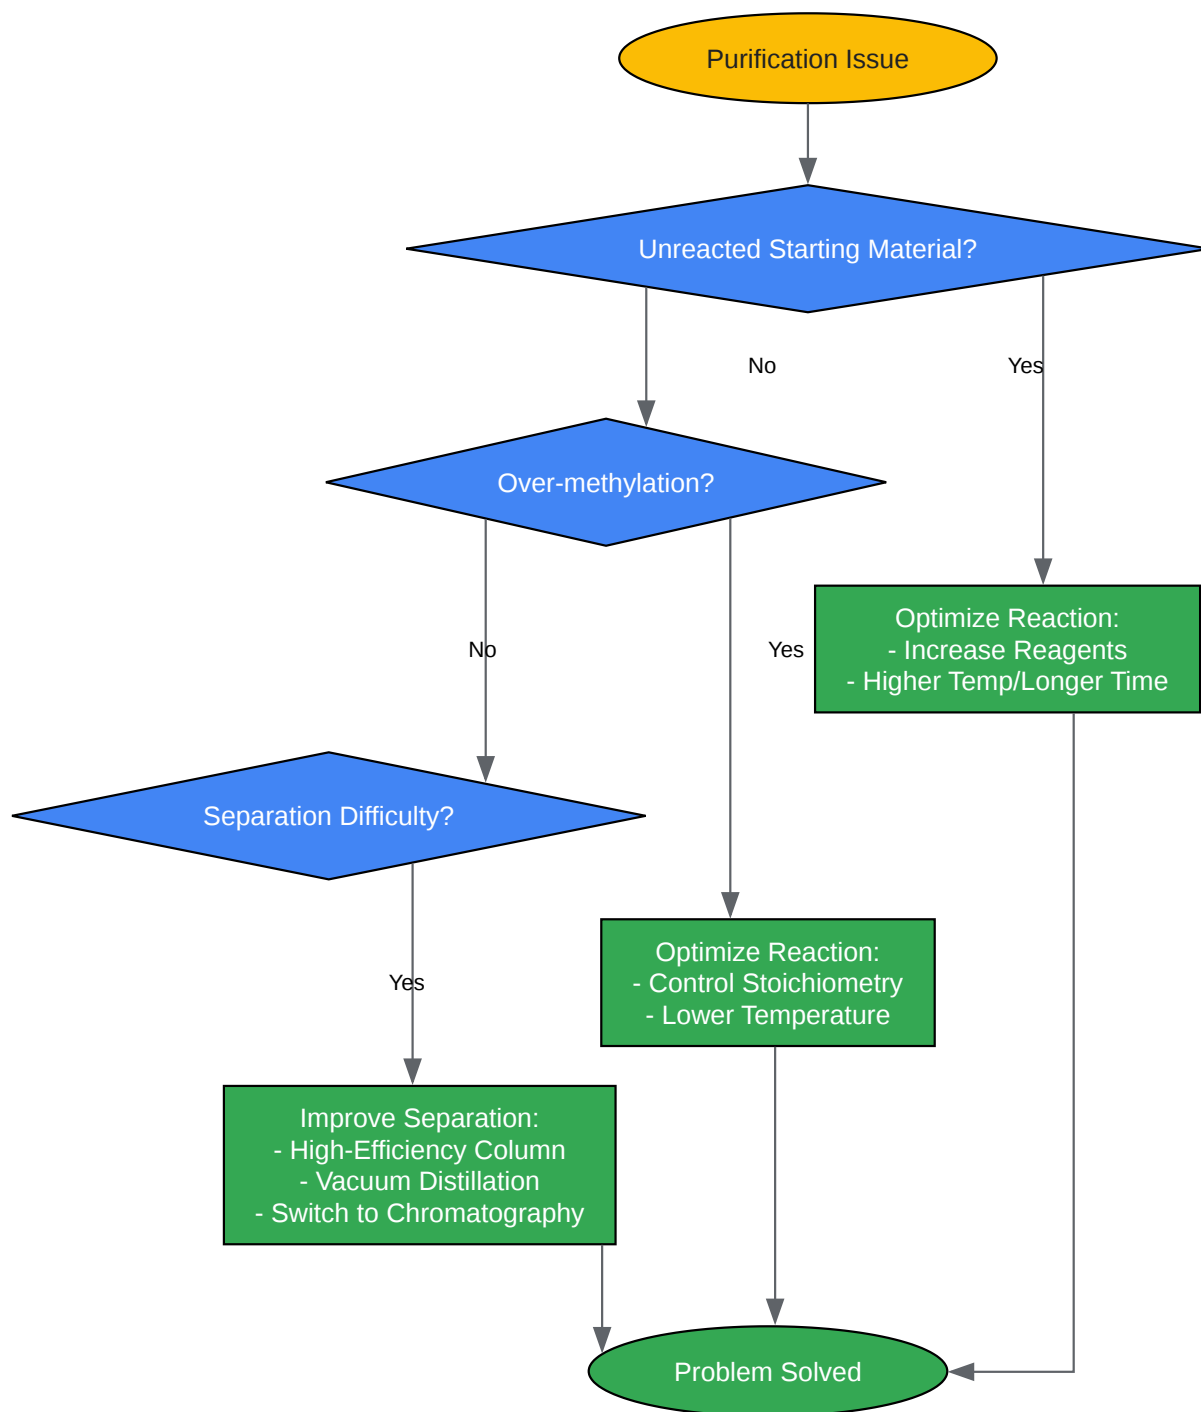 Purification Issue
Unreacted Starting Material?
No
Yes
Over-methylation?
Optimize Reaction:
- Increase Reagents
- Higher Temp/Longer Time
No
Yes
Separation Difficulty?
Optimize Reaction:
- Control Stoichiometry
- Lower Temperature
Yes
Improve Separation:
- High-Efficiency Column
- Vacuum Distillation
- Switch to Chromatography
Problem Solved